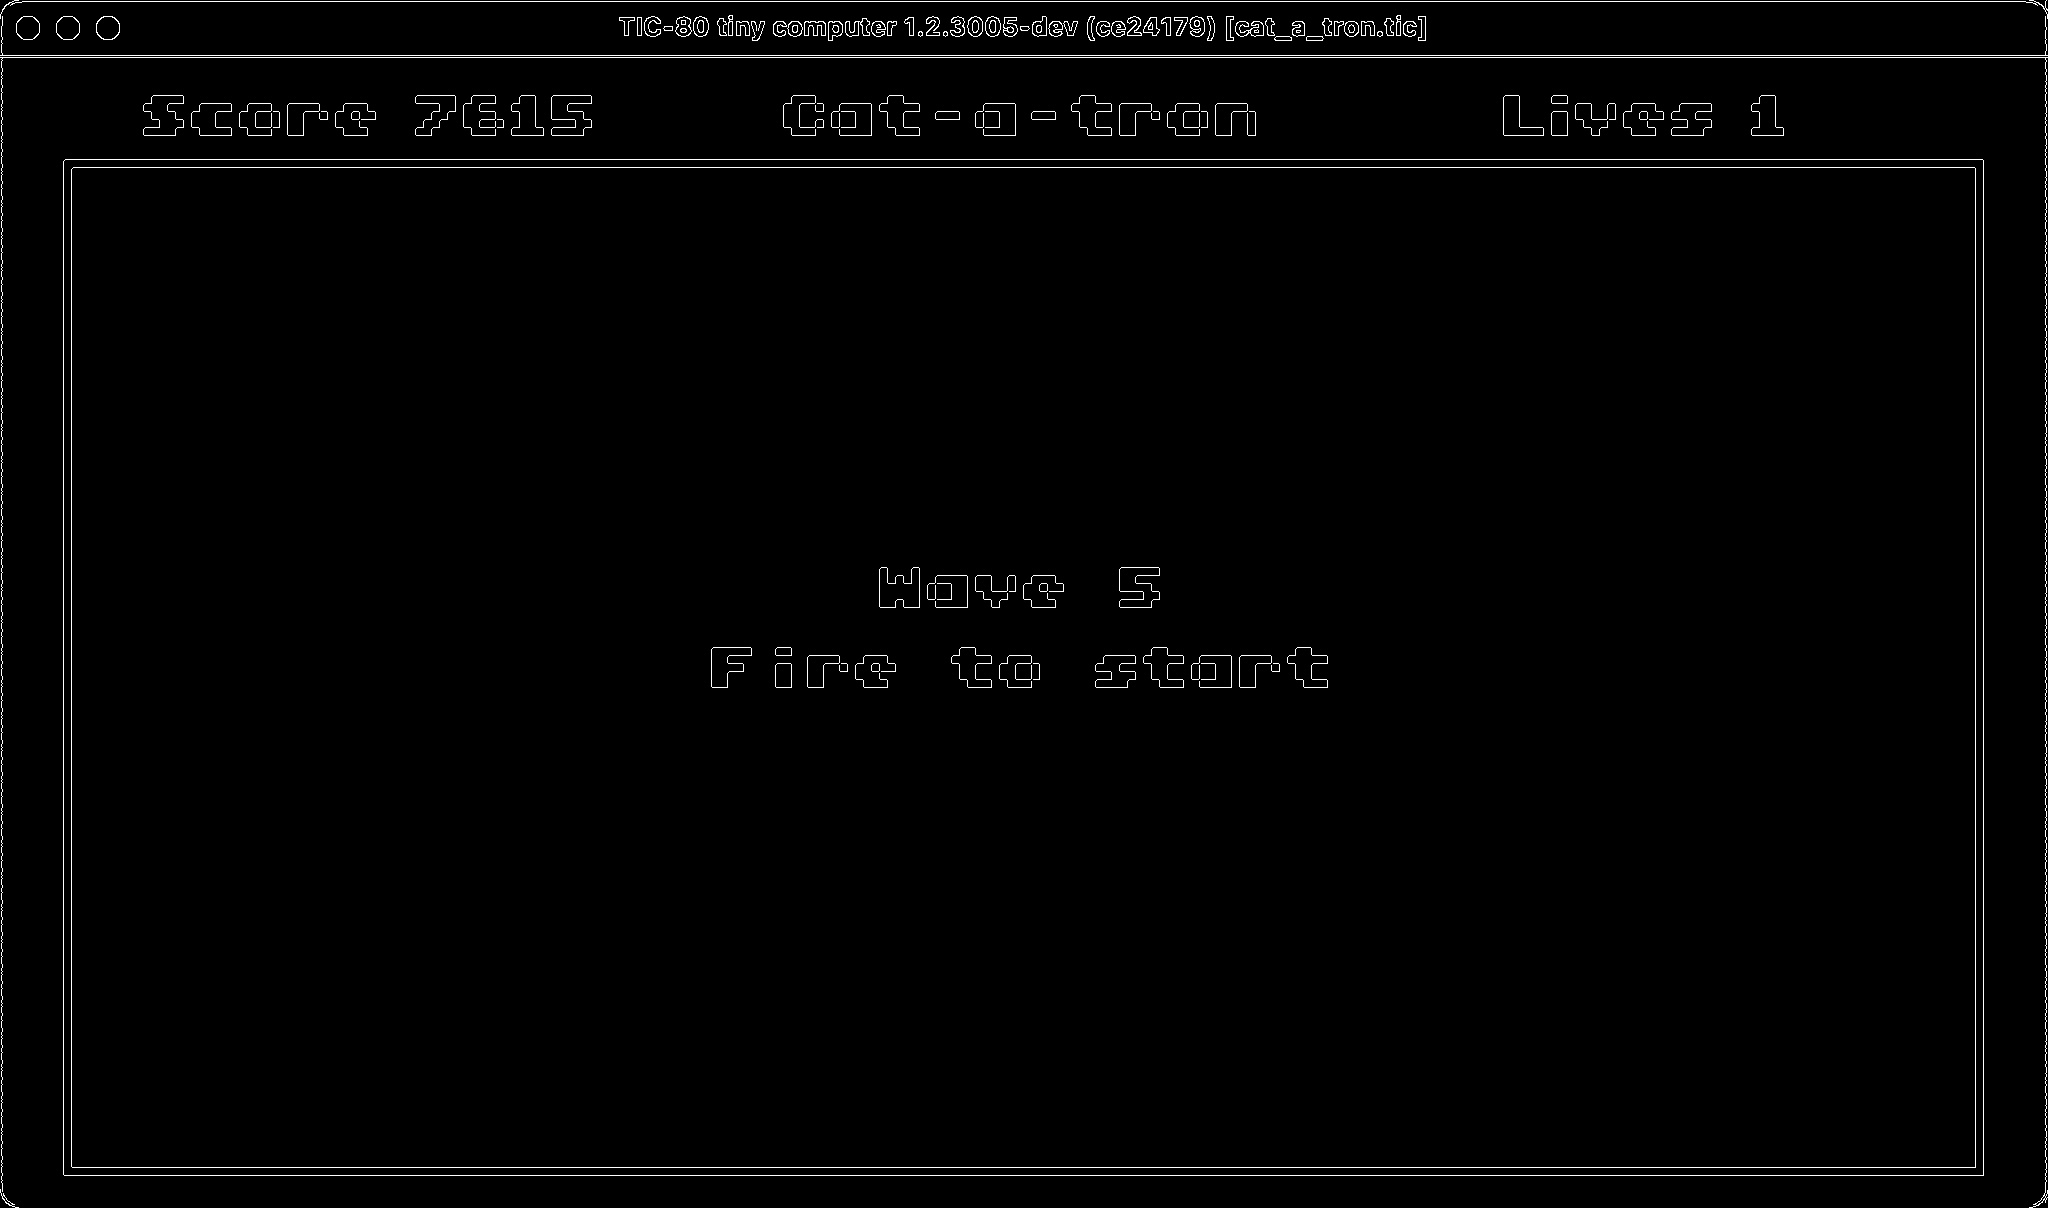 TIC-80 tiny computer 1.2.3005-dev (ce24179) [cat_a_tron.tic]
Score 7615 Cat-a-tron Lives 1
Wave 5
Fire to start